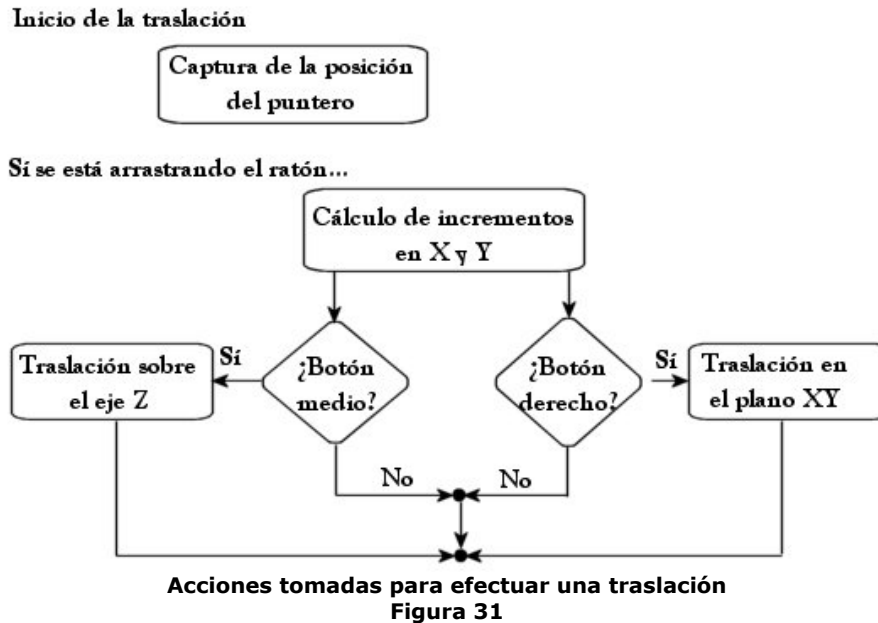 Inicio de la traslación
Captura de la posición
del puntero
Sí se está arrastrando el ratón...
Cálculo de incrementos
en X y Y
Traslación sobre
el eje Z
Sí
¿Botón
medio?
¿Botón
derecho?
Sí
Traslación en
el plano XY
No
No
Acciones tomadas para efectuar una traslación
Figura 31